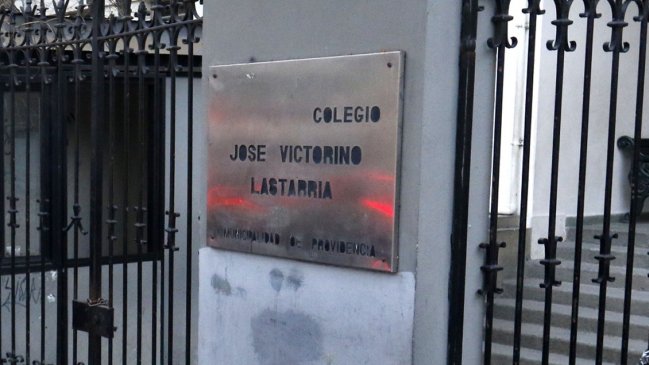 COLEGIO
JOSE VICTORINO
LASTARRIA
MUNICIPALIDAD DE PROVIDENCIA